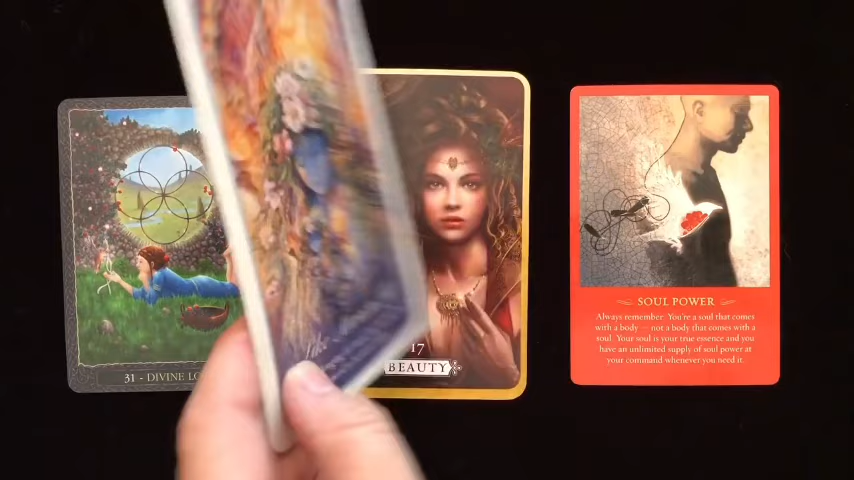 31 - DIVINE LO
17
BEAUTY
SOUL POWER
Always remember: You're a soul that comes
with a body – not a body that comes with a
soul. Your soul is your true essence and you
have an unlimited supply of soul power at
your command whenever you need it.